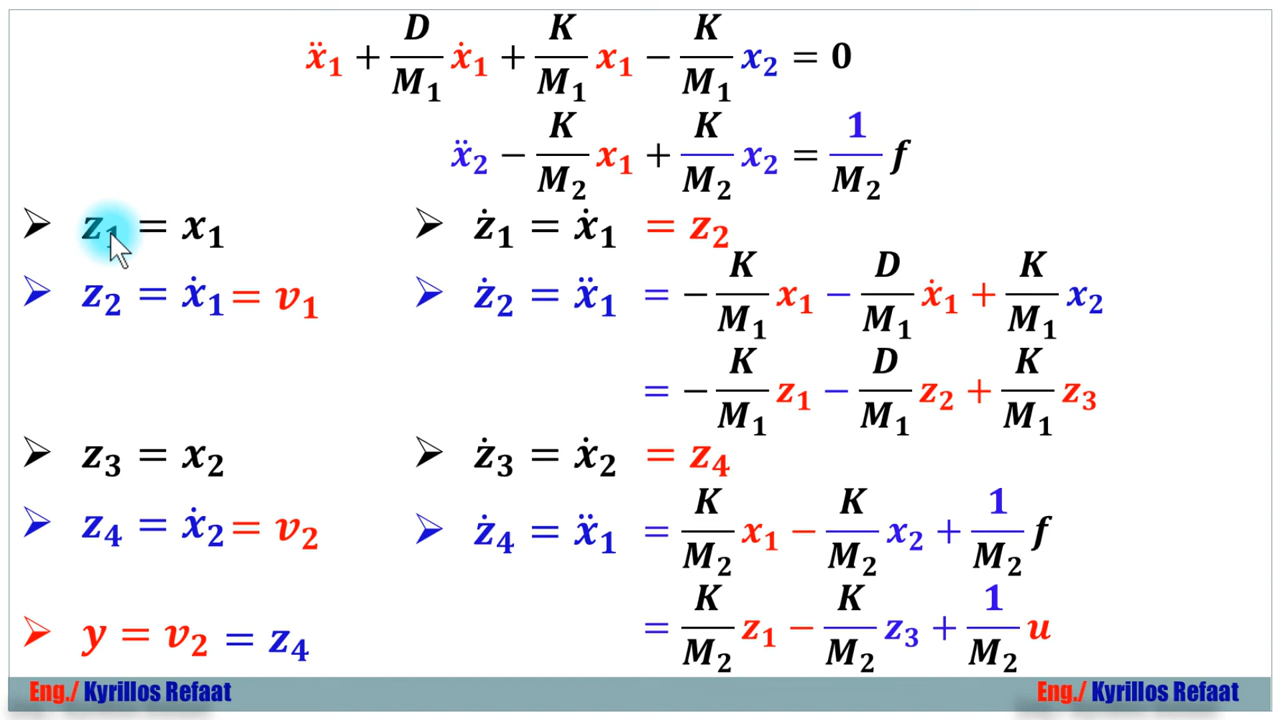 ẍ₁ + D/M₁ ẋ₁ + K/M₁ x₁ − K/M₁ x₂ = 0
ẍ₂ − K/M₂ x₁ + K/M₂ x₂ = 1/M₂ f
➢ z₁ = x₁ ➢ ż₁ = ẋ₁ = z₂
➢ z₂ = ẋ₁ = v₁ ➢ ż₂ = ẍ₁ = − K/M₁ x₁ − D/M₁ ẋ₁ + K/M₁ x₂
= − K/M₁ z₁ − D/M₁ z₂ + K/M₁ z₃
➢ z₃ = x₂ ➢ ż₃ = ẋ₂ = z₄
➢ z₄ = ẋ₂ = v₂ ➢ ż₄ = ẍ₁ = K/M₂ x₁ − K/M₂ x₂ + 1/M₂ f
➢ y = v₂ = z₄ = K/M₂ z₁ − K/M₂ z₃ + 1/M₂ u
Eng./ Kyrillos Refaat Eng./ Kyrillos Refaat